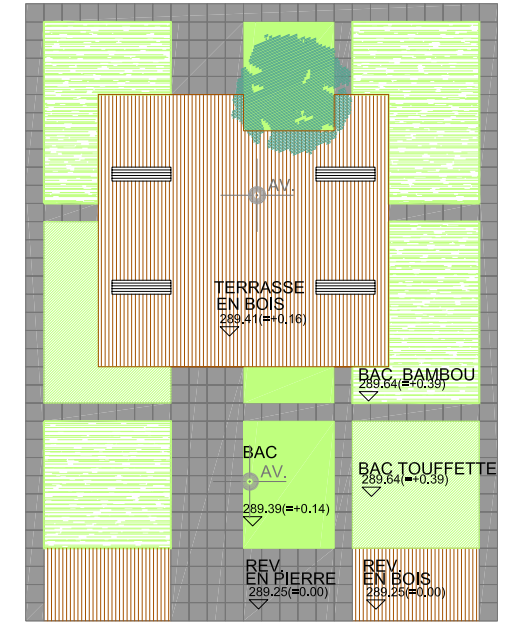 AV.
TERRASSE
EN BOIS
289.41(=+0.16)
BAC BAMBOU
289.64(=+0.39)
BAC
AV.
289.39(=+0.14)
BAC TOUFFETTE
289.64(=+0.39)
REV.
EN PIERRE
289.25(=0.00)
REV.
EN BOIS
289.25(=0.00)